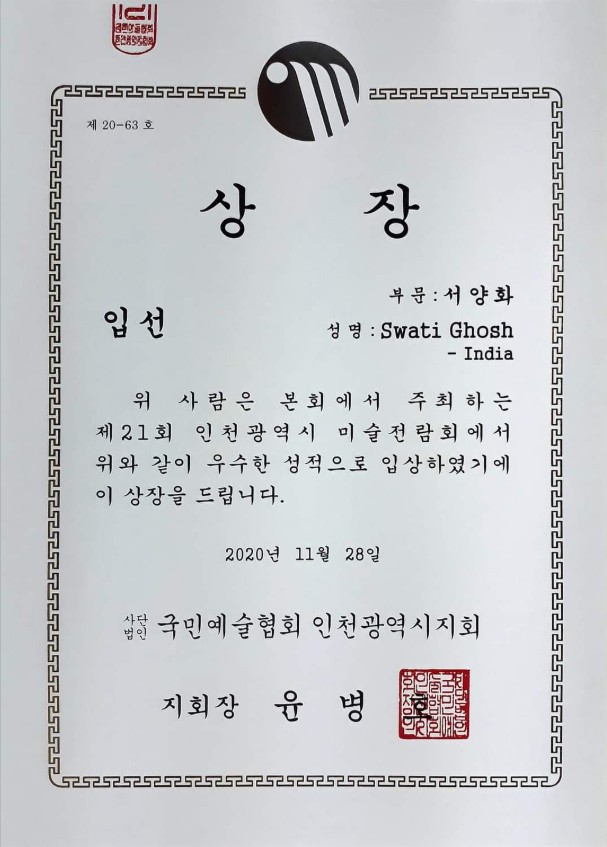 제 20-63 호
상 장
부문 : 서양화
입선
성명 : Swati Ghosh
- India
위 사람은 본회에서 주최하는
제21회 인천광역시 미술전람회에서
위와 같이 우수한 성적으로 입상하였기에
이 상장을 드립니다.
2020년 11월 28일
사단법인 국민예술협회 인천광역시지회
지회장 윤 병 호